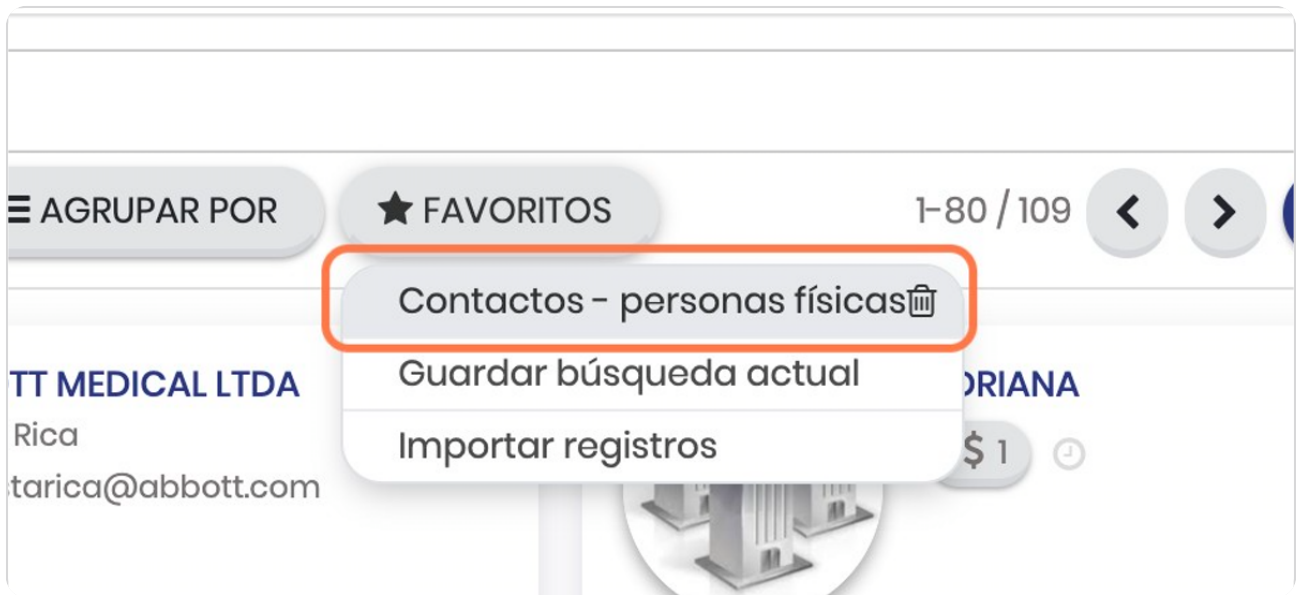 AGRUPAR POR
FAVORITOS
1-80 / 109
Contactos - personas físicas
Guardar búsqueda actual
Importar registros
TT MEDICAL LTDA
Rica
tarica@abbott.com
RIANA
$ 1